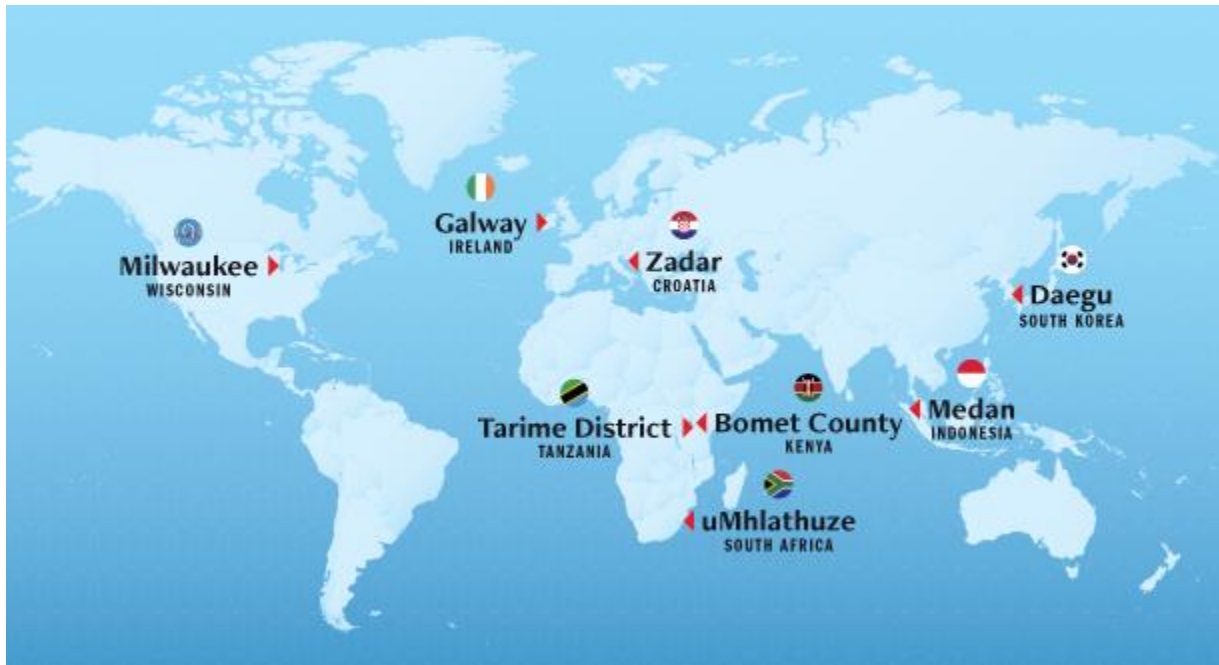 Galway
IRELAND
Milwaukee
WISCONSIN
Zadar
CROATIA
Daegu
SOUTH KOREA
Tarime District
TANZANIA
Bomet County
KENYA
Medan
INDONESIA
uMhlathuze
SOUTH AFRICA